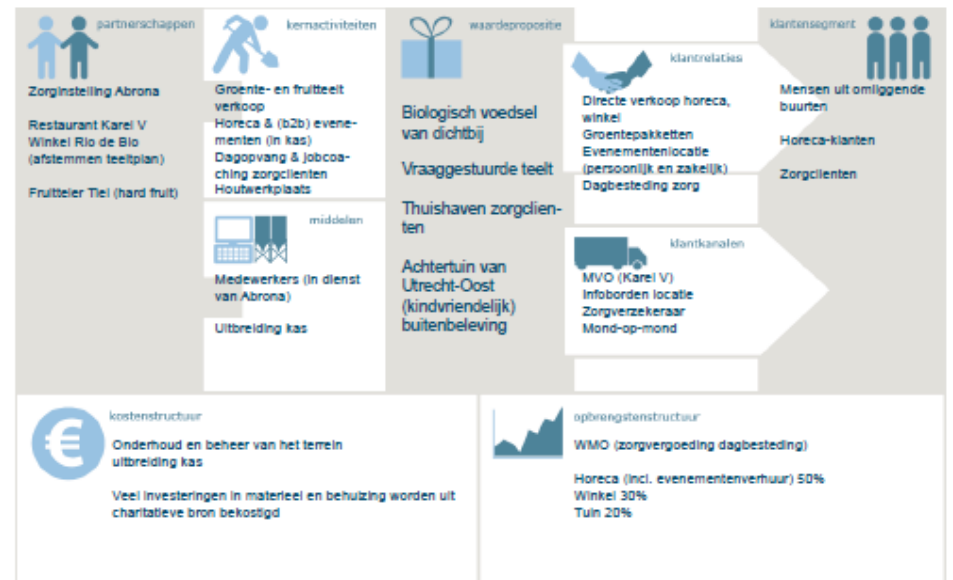 partnerschappen
Zorginstelling Abrona
Restaurant Karel V
Winkel Rio de Bio
(afstemmen teeltplan)
Fruitteler Tiel (hard fruit)
kernactiviteiten
Groente- en fruitteelt
verkoop
Horeca & (b2b) evene-
menten (in kas)
Dagopvang & jobcoa-
ching zorgclienten
Houtwerkplaats
middelen
Medewerkers (in dienst
van Abrona)
Uitbreiding kas
waardepropositie
Biologisch voedsel
van dichtbij
Vraaggestuurde teelt
Thuishaven zorgclien-
ten
Achtertuin van
Utrecht-Oost
(kindvriendelijk)
buitenbeleving
klantrelaties
Directe verkoop horeca,
winkel
Groentepakketten
Evenementenlocatie
(persoonlijk en zakelijk)
Dagbesteding zorg
klantkanalen
MVO (Karel V)
Infoborden locatie
Zorgverzekeraar
Mond-op-mond
klantensegment
Mensen uit omliggende
buurten
Horeca-klanten
Zorgclienten
kostenstructuur
Onderhoud en beheer van het terrein
uitbreiding kas
Veel investeringen in materieel en behuizing worden uit
charitatieve bron bekostigd
opbrengstenstructuur
WMO (zorgvergoeding dagbesteding)
Horeca (incl. evenementenverhuur) 50%
Winkel 30%
Tuin 20%